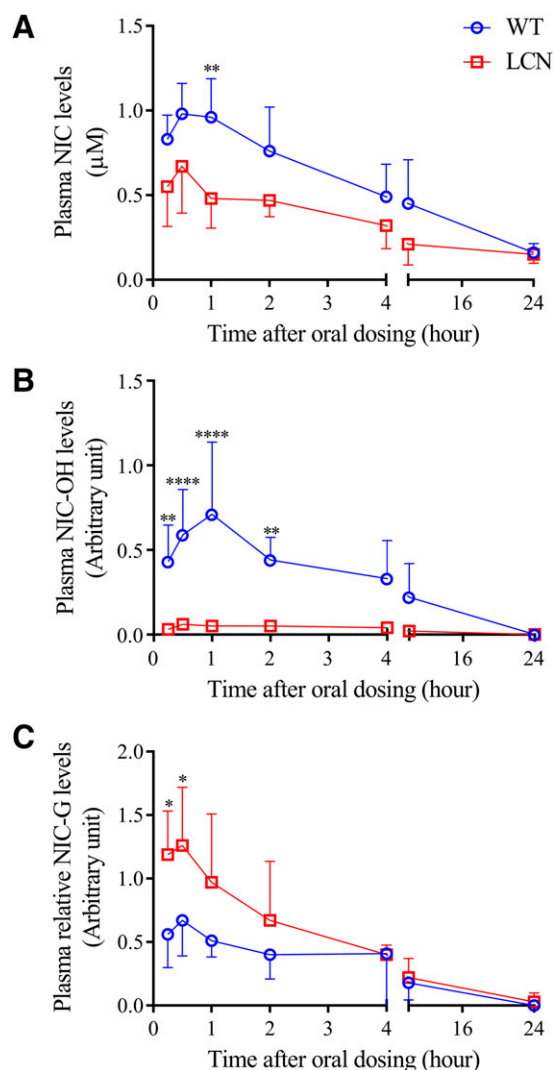 A
WT
LCN
Plasma NIC levels
(μM)
1.5
1.0
0.5
0.0
**
0 1 2 3 4 16 24
Time after oral dosing (hour)
B
Plasma NIC-OH levels
(Arbitrary unit)
1.5
1.0
0.5
0.0
** **** **** **
0 1 2 3 4 16 24
Time after oral dosing (hour)
C
Plasma relative NIC-G levels
(Arbitrary unit)
2.0
1.5
1.0
0.5
0.0
* *
0 1 2 3 4 16 24
Time after oral dosing (hour)